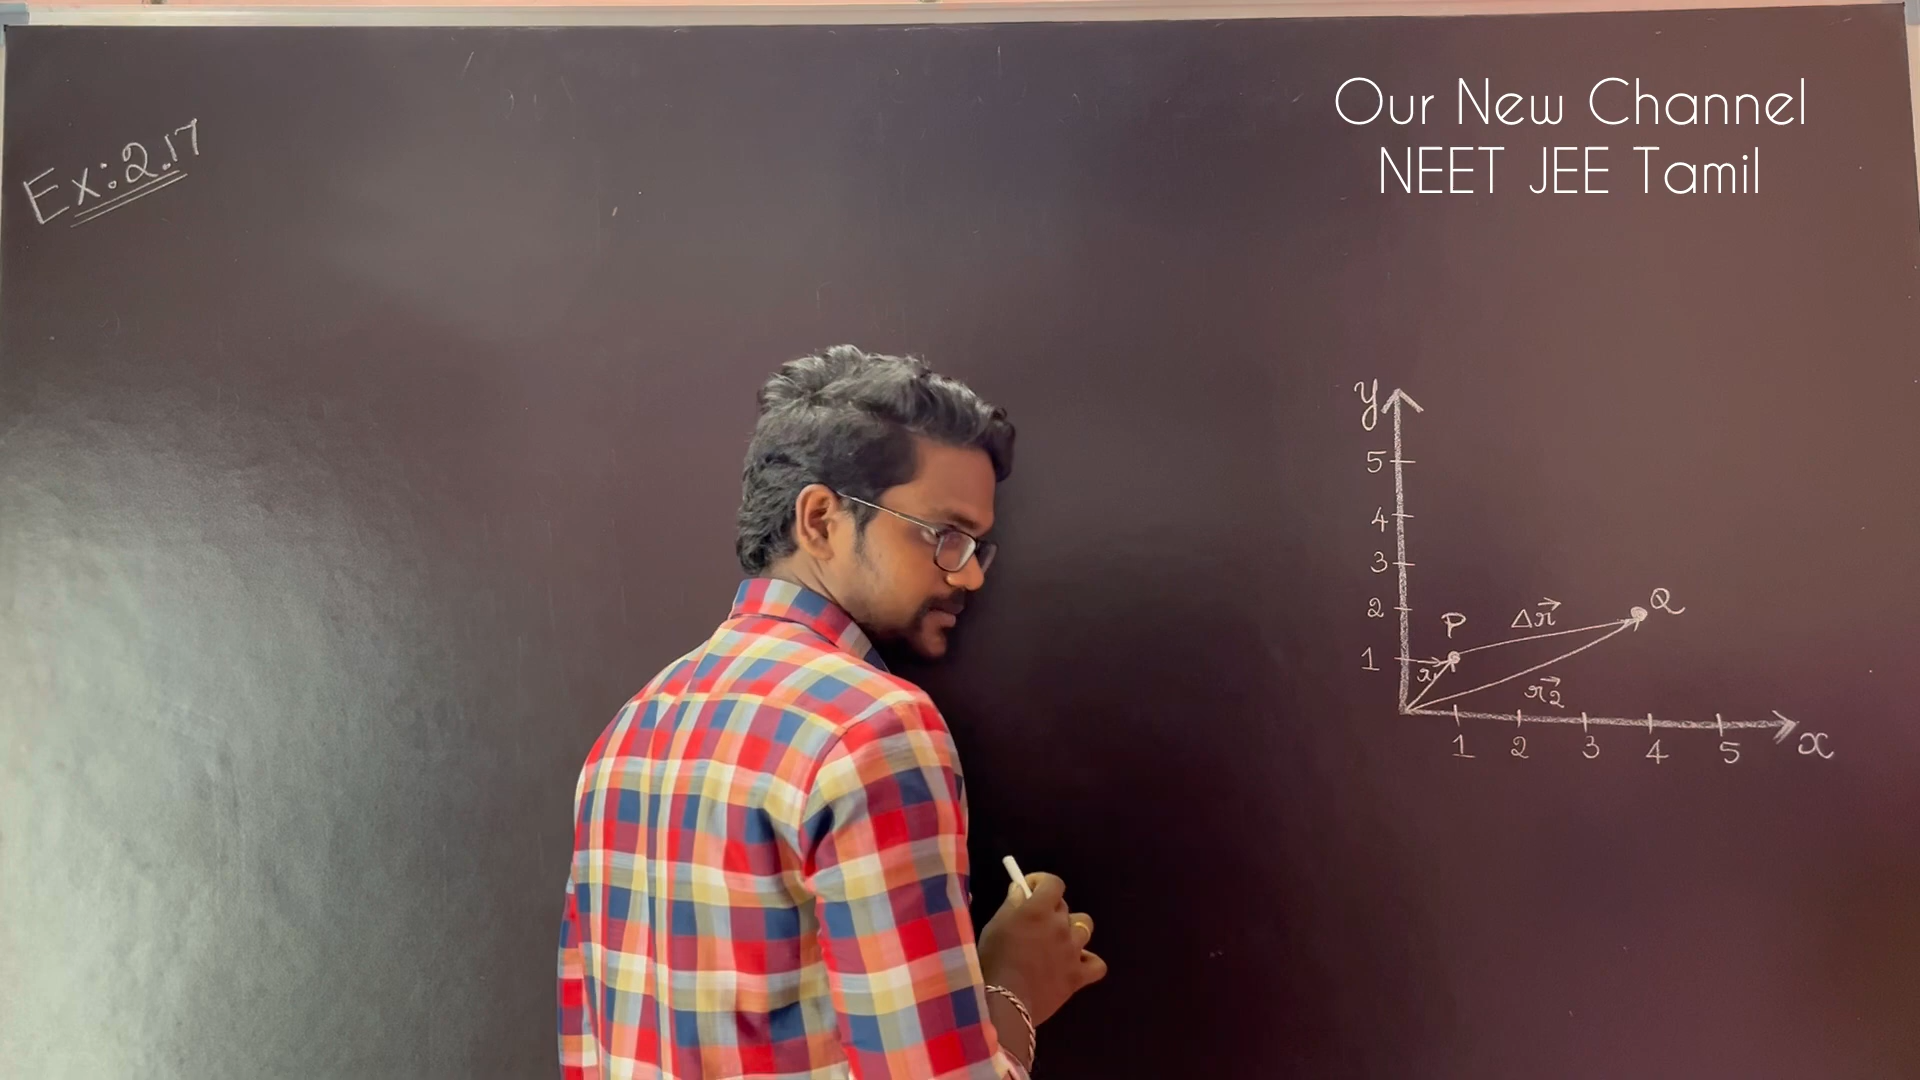 Our New Channel
NEET JEE Tamil
Ex:2.17
y
5
4
3
2
1
P
Δr⃗
Q
r⃗2
1 2 3 4 5 x